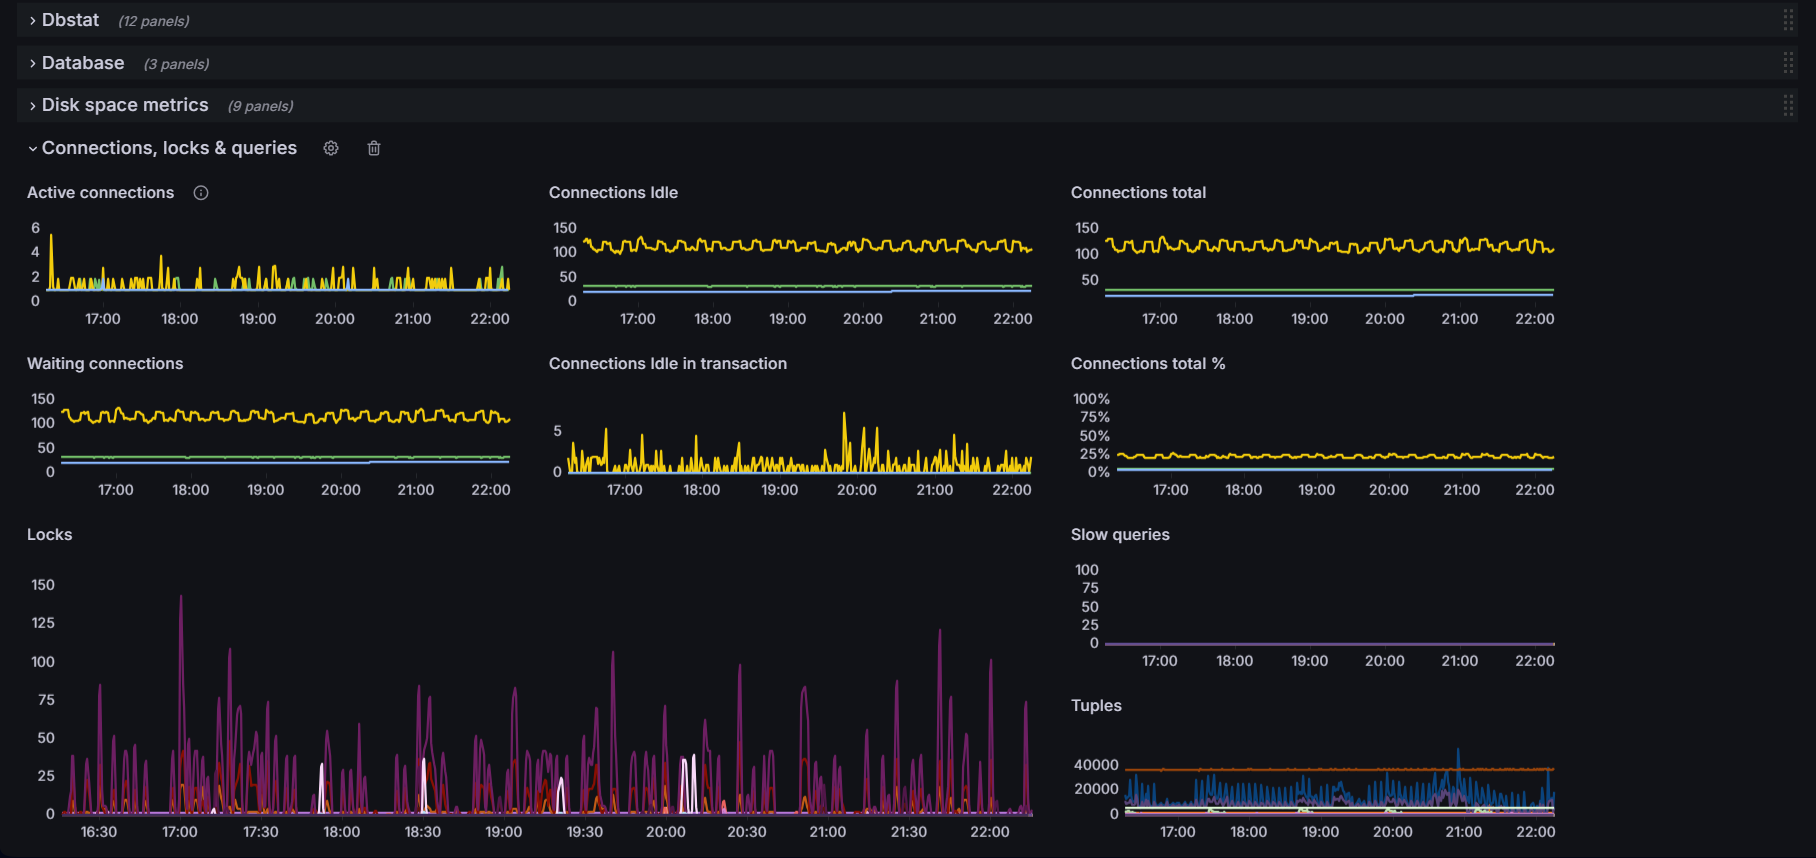 Dbstat (12 panels)
Database (3 panels)
Disk space metrics (9 panels)
Connections, locks & queries
Active connections
6
4
2
0
17:00 18:00 19:00 20:00 21:00 22:00
Connections Idle
150
100
50
0
17:00 18:00 19:00 20:00 21:00 22:00
Connections total
150
100
50
17:00 18:00 19:00 20:00 21:00 22:00
Waiting connections
150
100
50
0
17:00 18:00 19:00 20:00 21:00 22:00
Connections Idle in transaction
5
0
17:00 18:00 19:00 20:00 21:00 22:00
Connections total %
100%
75%
50%
25%
0%
17:00 18:00 19:00 20:00 21:00 22:00
Locks
150
125
100
75
50
25
0
16:30 17:00 17:30 18:00 18:30 19:00 19:30 20:00 20:30 21:00 21:30 22:00
Slow queries
100
75
50
25
0
17:00 18:00 19:00 20:00 21:00 22:00
Tuples
40000
20000
0
17:00 18:00 19:00 20:00 21:00 22:00